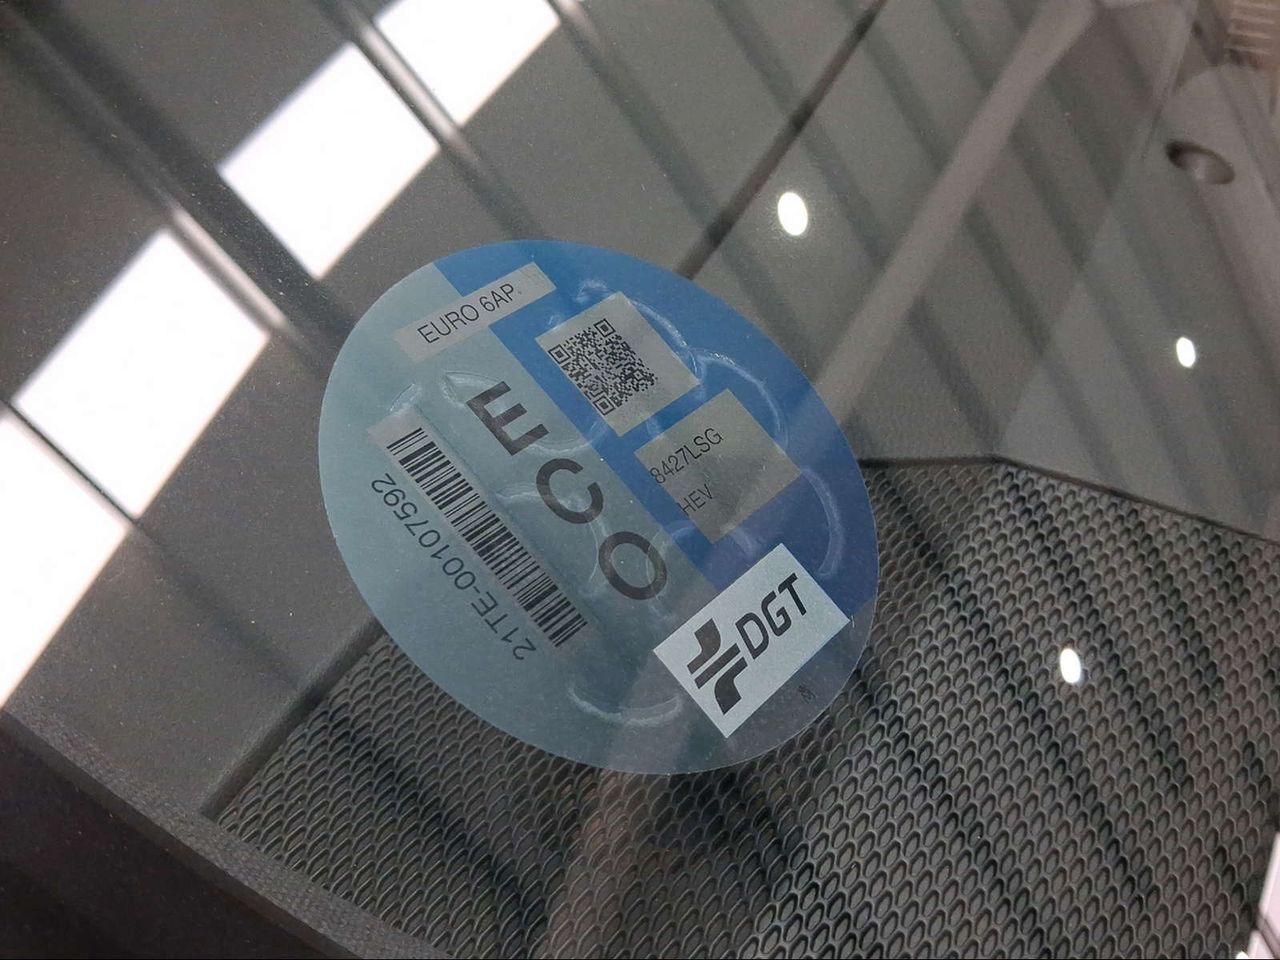 EURO 6AP
8427LSG
HEV
ECO
21TE-00107592
DGT